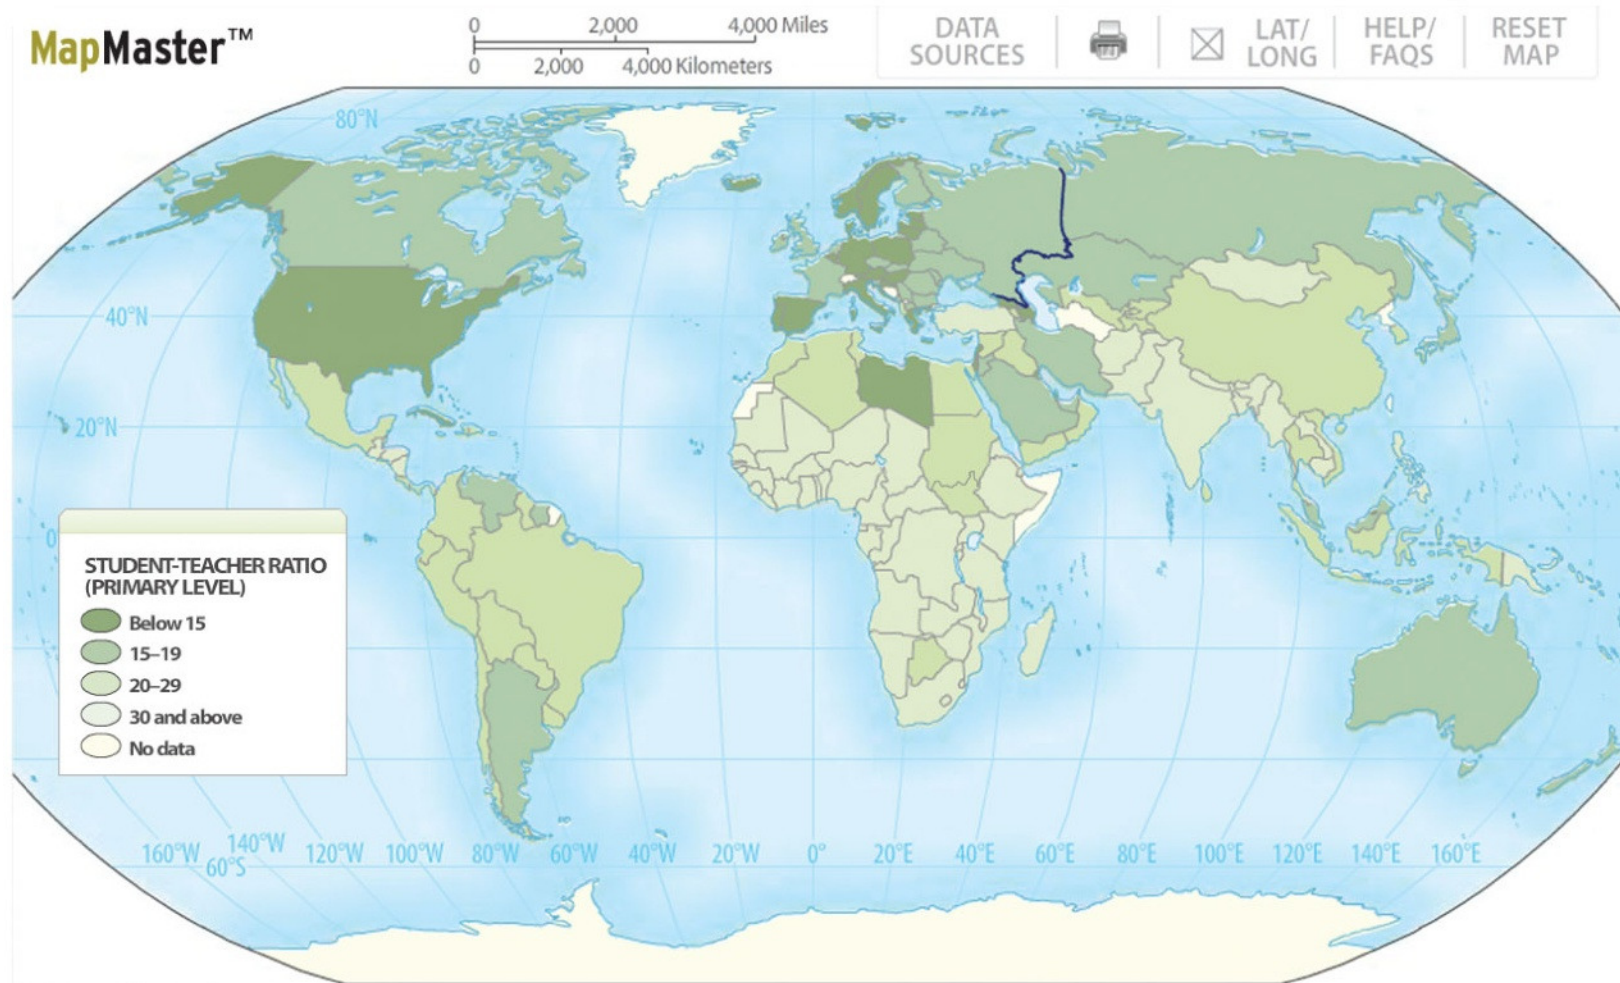 MapMaster™
0 2,000 4,000 Miles
0 2,000 4,000 Kilometers
DATA
SOURCES
LAT/
LONG
HELP/
FAQS
RESET
MAP
80°N
40°N
20°N
0
STUDENT-TEACHER RATIO
(PRIMARY LEVEL)
Below 15
15–19
20–29
30 and above
No data
160°W 140°W 120°W 100°W 80°W 60°W 40°W 20°W 0° 20°E 40°E 60°E 80°E 100°E 120°E 140°E 160°E
60°S